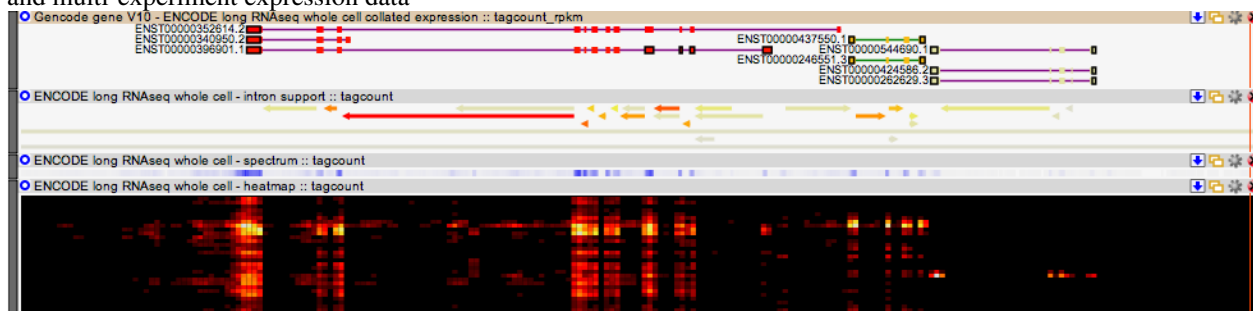 and multi-experiment expression data
Gencode gene V10 - ENCODE long RNAseq whole cell collated expression :: tagcount_rpkm
ENST00000352614.2
ENST00000340950.2
ENST00000396901.1
ENST00000437550.1
ENST00000544690.1
ENST00000246551.3
ENST00000424586.2
ENST00000262629.3
ENCODE long RNAseq whole cell - intron support :: tagcount
ENCODE long RNAseq whole cell - spectrum :: tagcount
ENCODE long RNAseq whole cell - heatmap :: tagcount